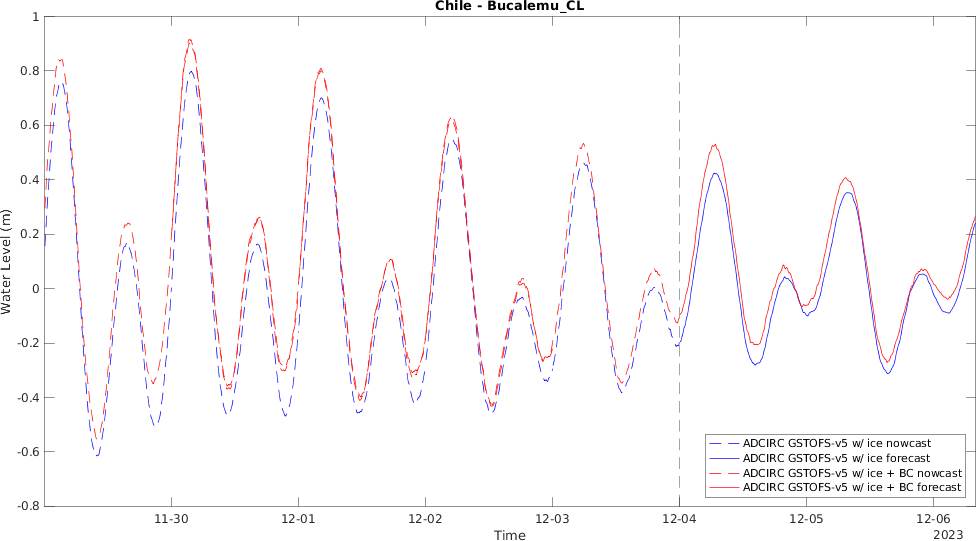 Chile - Bucalemu_CL
Water Level (m)
1
0.8
0.6
0.4
0.2
0
-0.2
-0.4
-0.6
-0.8
11-30
12-01
12-02
12-03
12-04
12-05
12-06
Time
2023
ADCIRC GSTOFS-v5 w/ ice nowcast
ADCIRC GSTOFS-v5 w/ ice forecast
ADCIRC GSTOFS-v5 w/ ice + BC nowcast
ADCIRC GSTOFS-v5 w/ ice + BC forecast